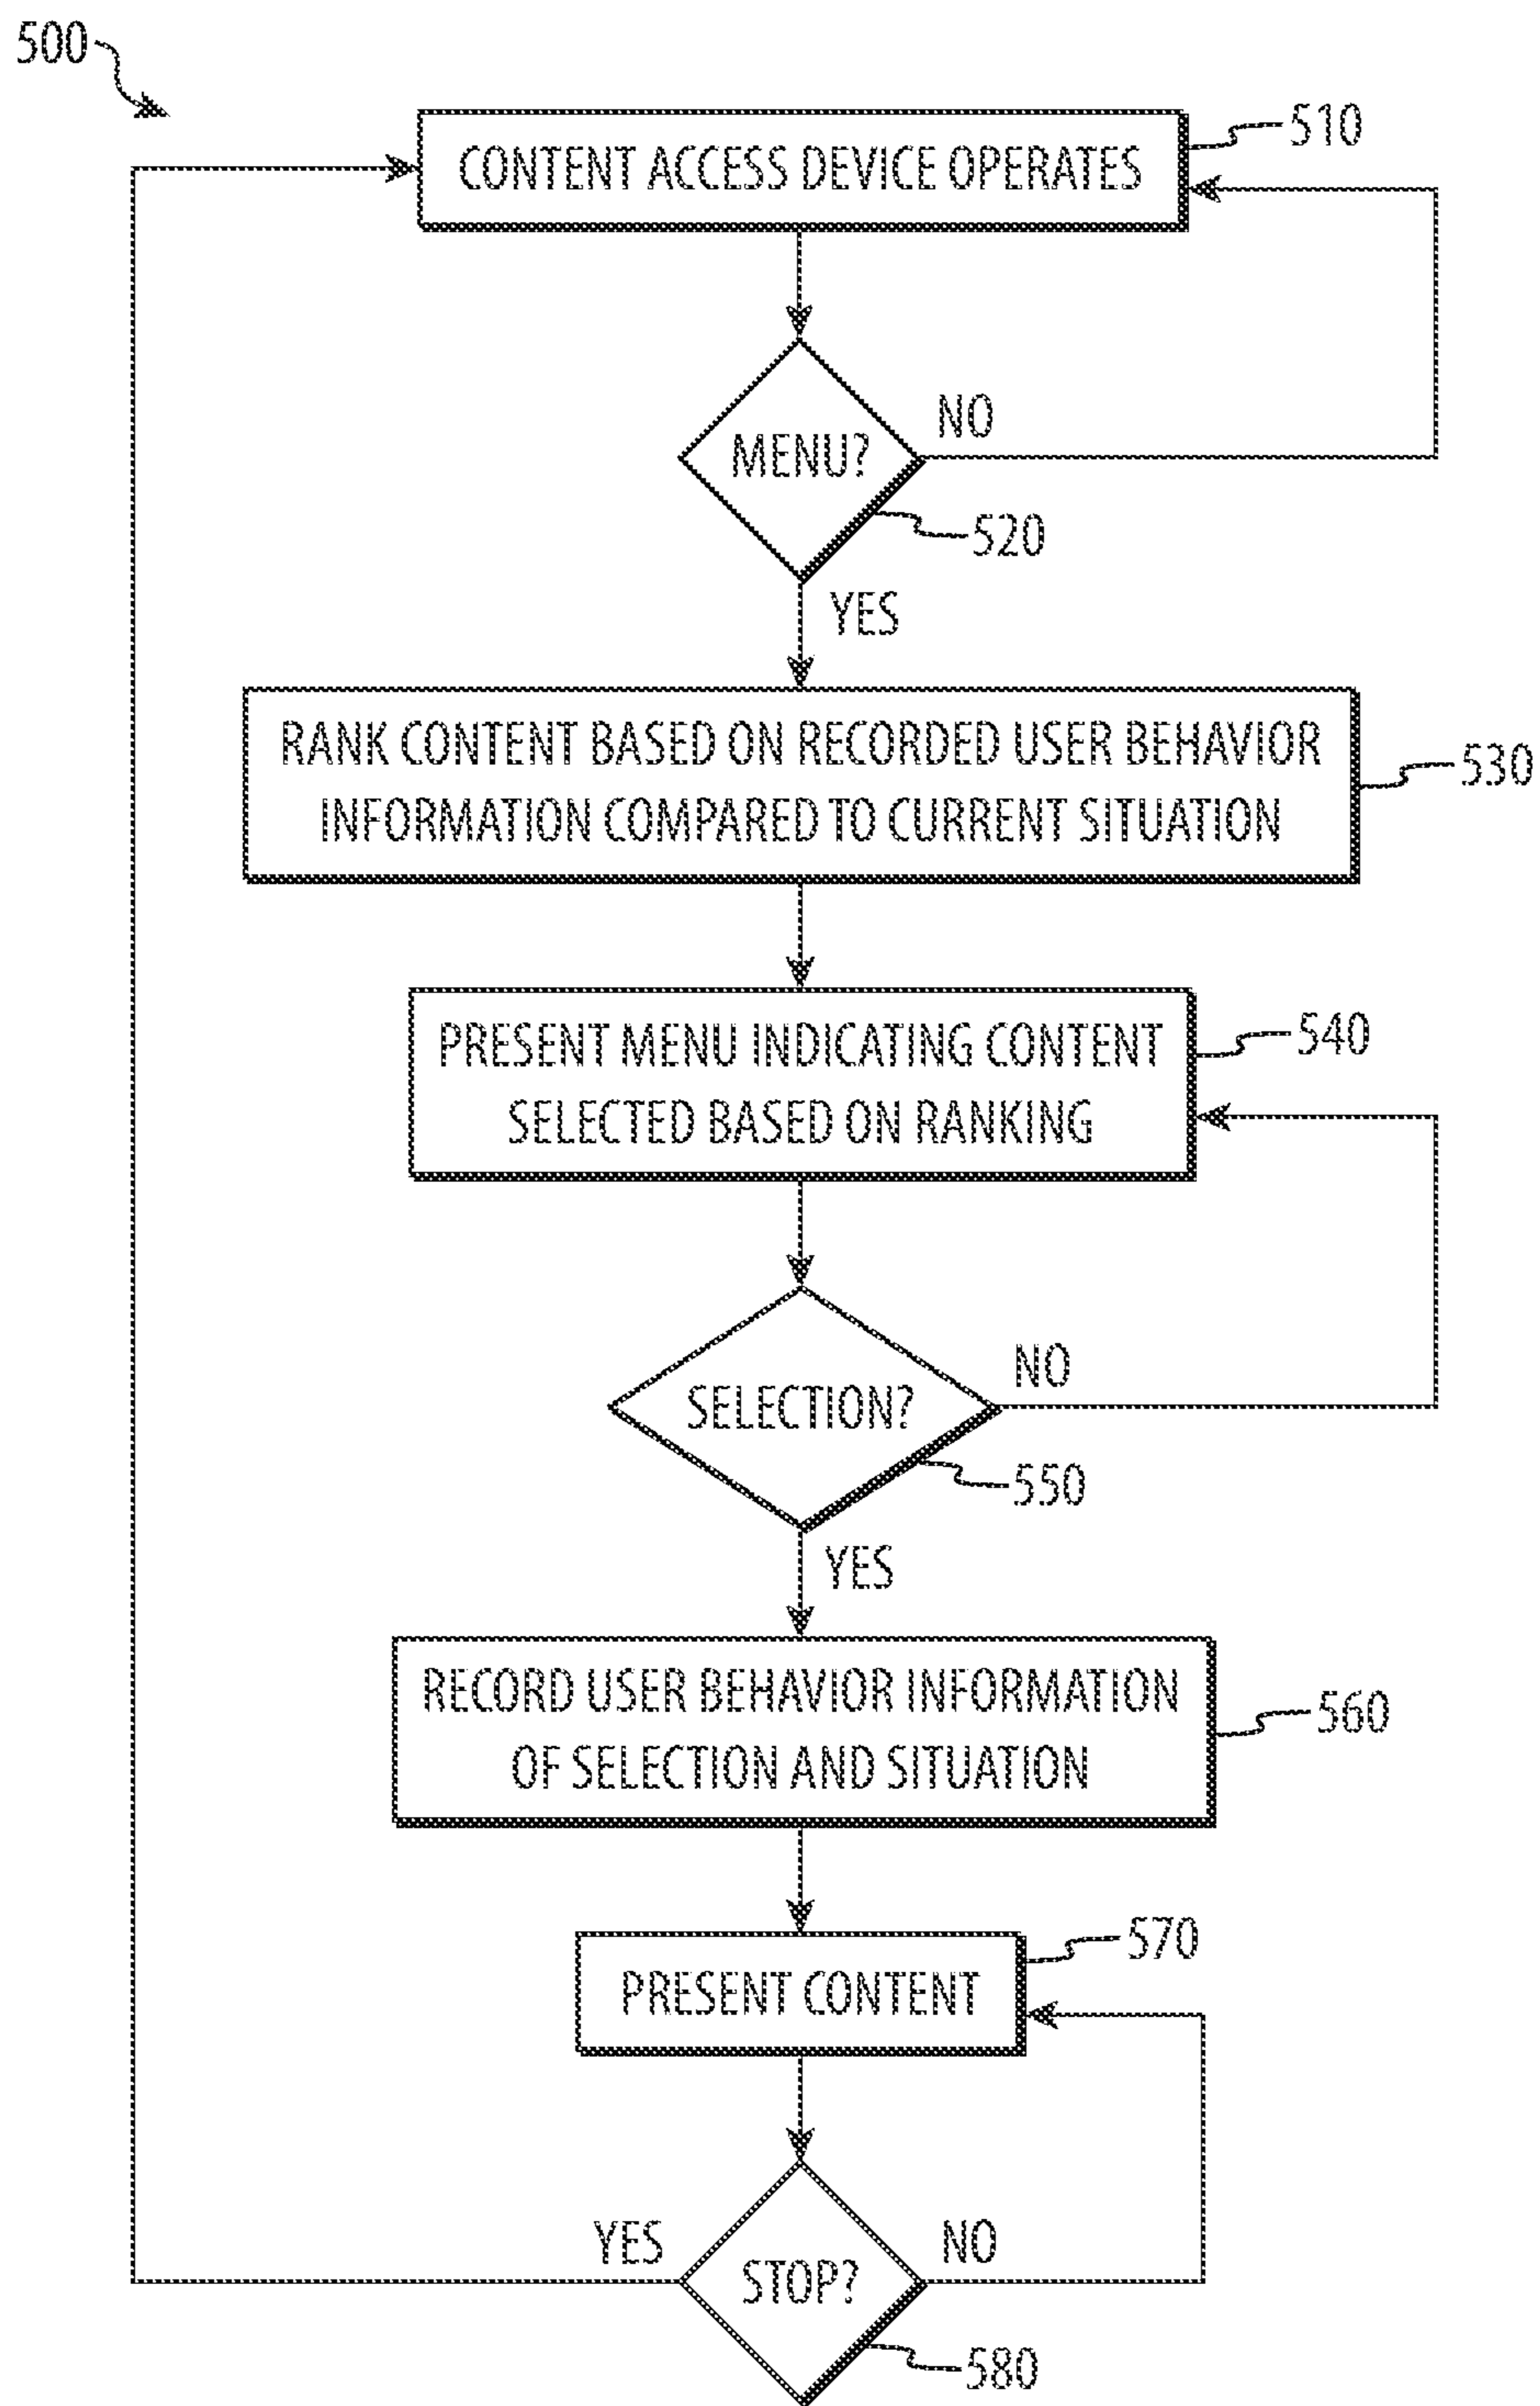 500
510
CONTENT ACCESS DEVICE OPERATES
NO
MENU?
520
YES
RANK CONTENT BASED ON RECORDED USER BEHAVIOR
INFORMATION COMPARED TO CURRENT SITUATION
530
540
PRESENT MENU INDICATING CONTENT
SELECTED BASED ON RANKING
NO
SELECTION?
550
YES
RECORD USER BEHAVIOR INFORMATION
OF SELECTION AND SITUATION
560
570
PRESENT CONTENT
YES
NO
STOP?
580